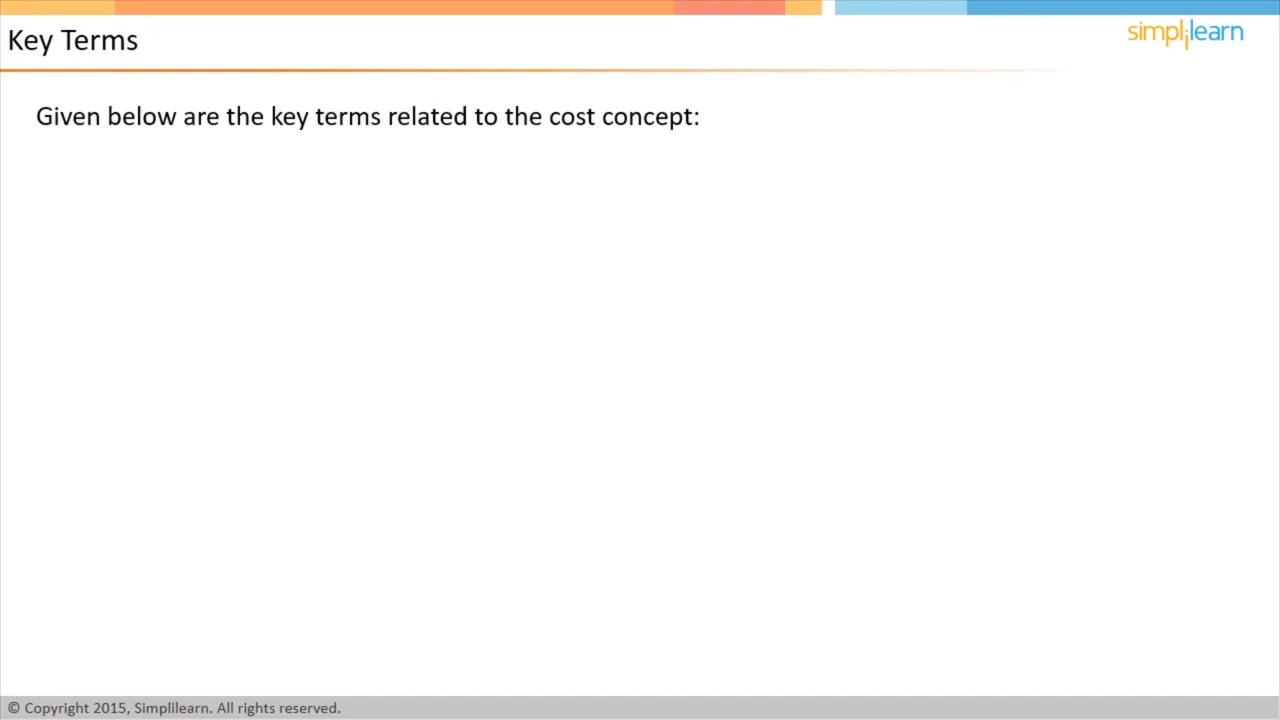 Key Terms
simplilearn
Given below are the key terms related to the cost concept:
© Copyright 2015, Simplilearn. All rights reserved.